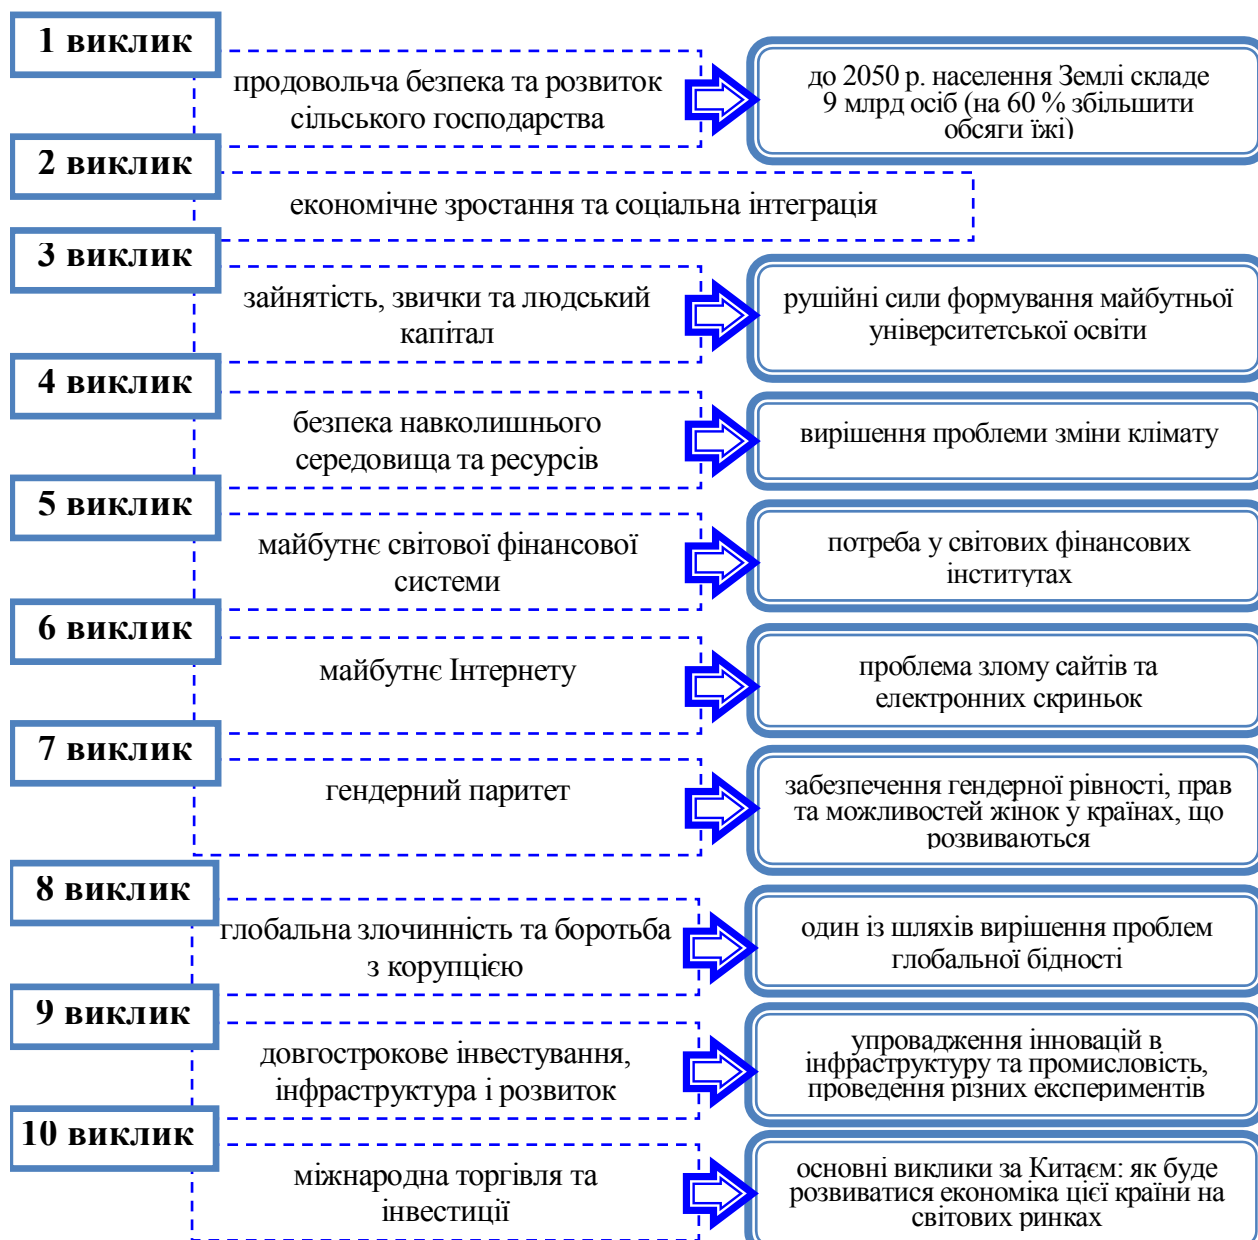 1 виклик
продовольча безпека та розвиток
сільського господарства
до 2050 р. населення Землі складе
9 млрд осіб (на 60 % збільшити
обсяги їжі)
2 виклик
економічне зростання та соціальна інтеграція
3 виклик
зайнятість, звички та людський
капітал
рушійні сили формування майбутньої
університетської освіти
4 виклик
безпека навколишнього
середовища та ресурсів
вирішення проблеми зміни клімату
5 виклик
майбутнє світової фінансової
системи
потреба у світових фінансових
інститутах
6 виклик
майбутнє Інтернету
проблема злому сайтів та
електронних скриньок
7 виклик
гендерний паритет
забезпечення гендерної рівності, прав
та можливостей жінок у країнах, що
розвиваються
8 виклик
глобальна злочинність та боротьба
з корупцією
один із шляхів вирішення проблем
глобальної бідності
9 виклик
довгострокове інвестування,
інфраструктура і розвиток
упровадження інновацій в
інфраструктуру та промисловість,
проведення різних експериментів
10 виклик
міжнародна торгівля та
інвестиції
основні виклики за Китаєм: як буде
розвиватися економіка цієї країни на
світових ринках